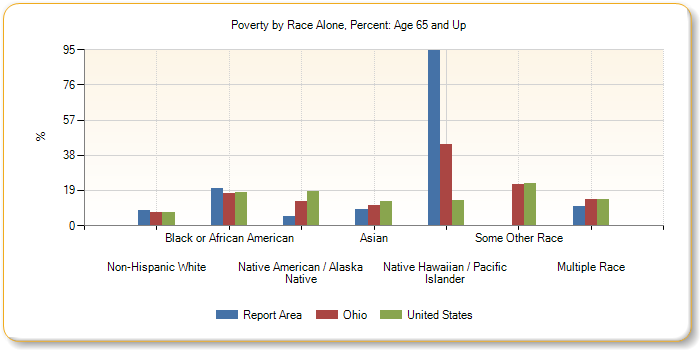 Poverty by Race Alone, Percent: Age 65 and Up
%
95
76
57
38
19
0
Black or African American
Asian
Some Other Race
Non-Hispanic White
Native American / Alaska
Native
Native Hawaiian / Pacific
Islander
Multiple Race
Report Area
Ohio
United States